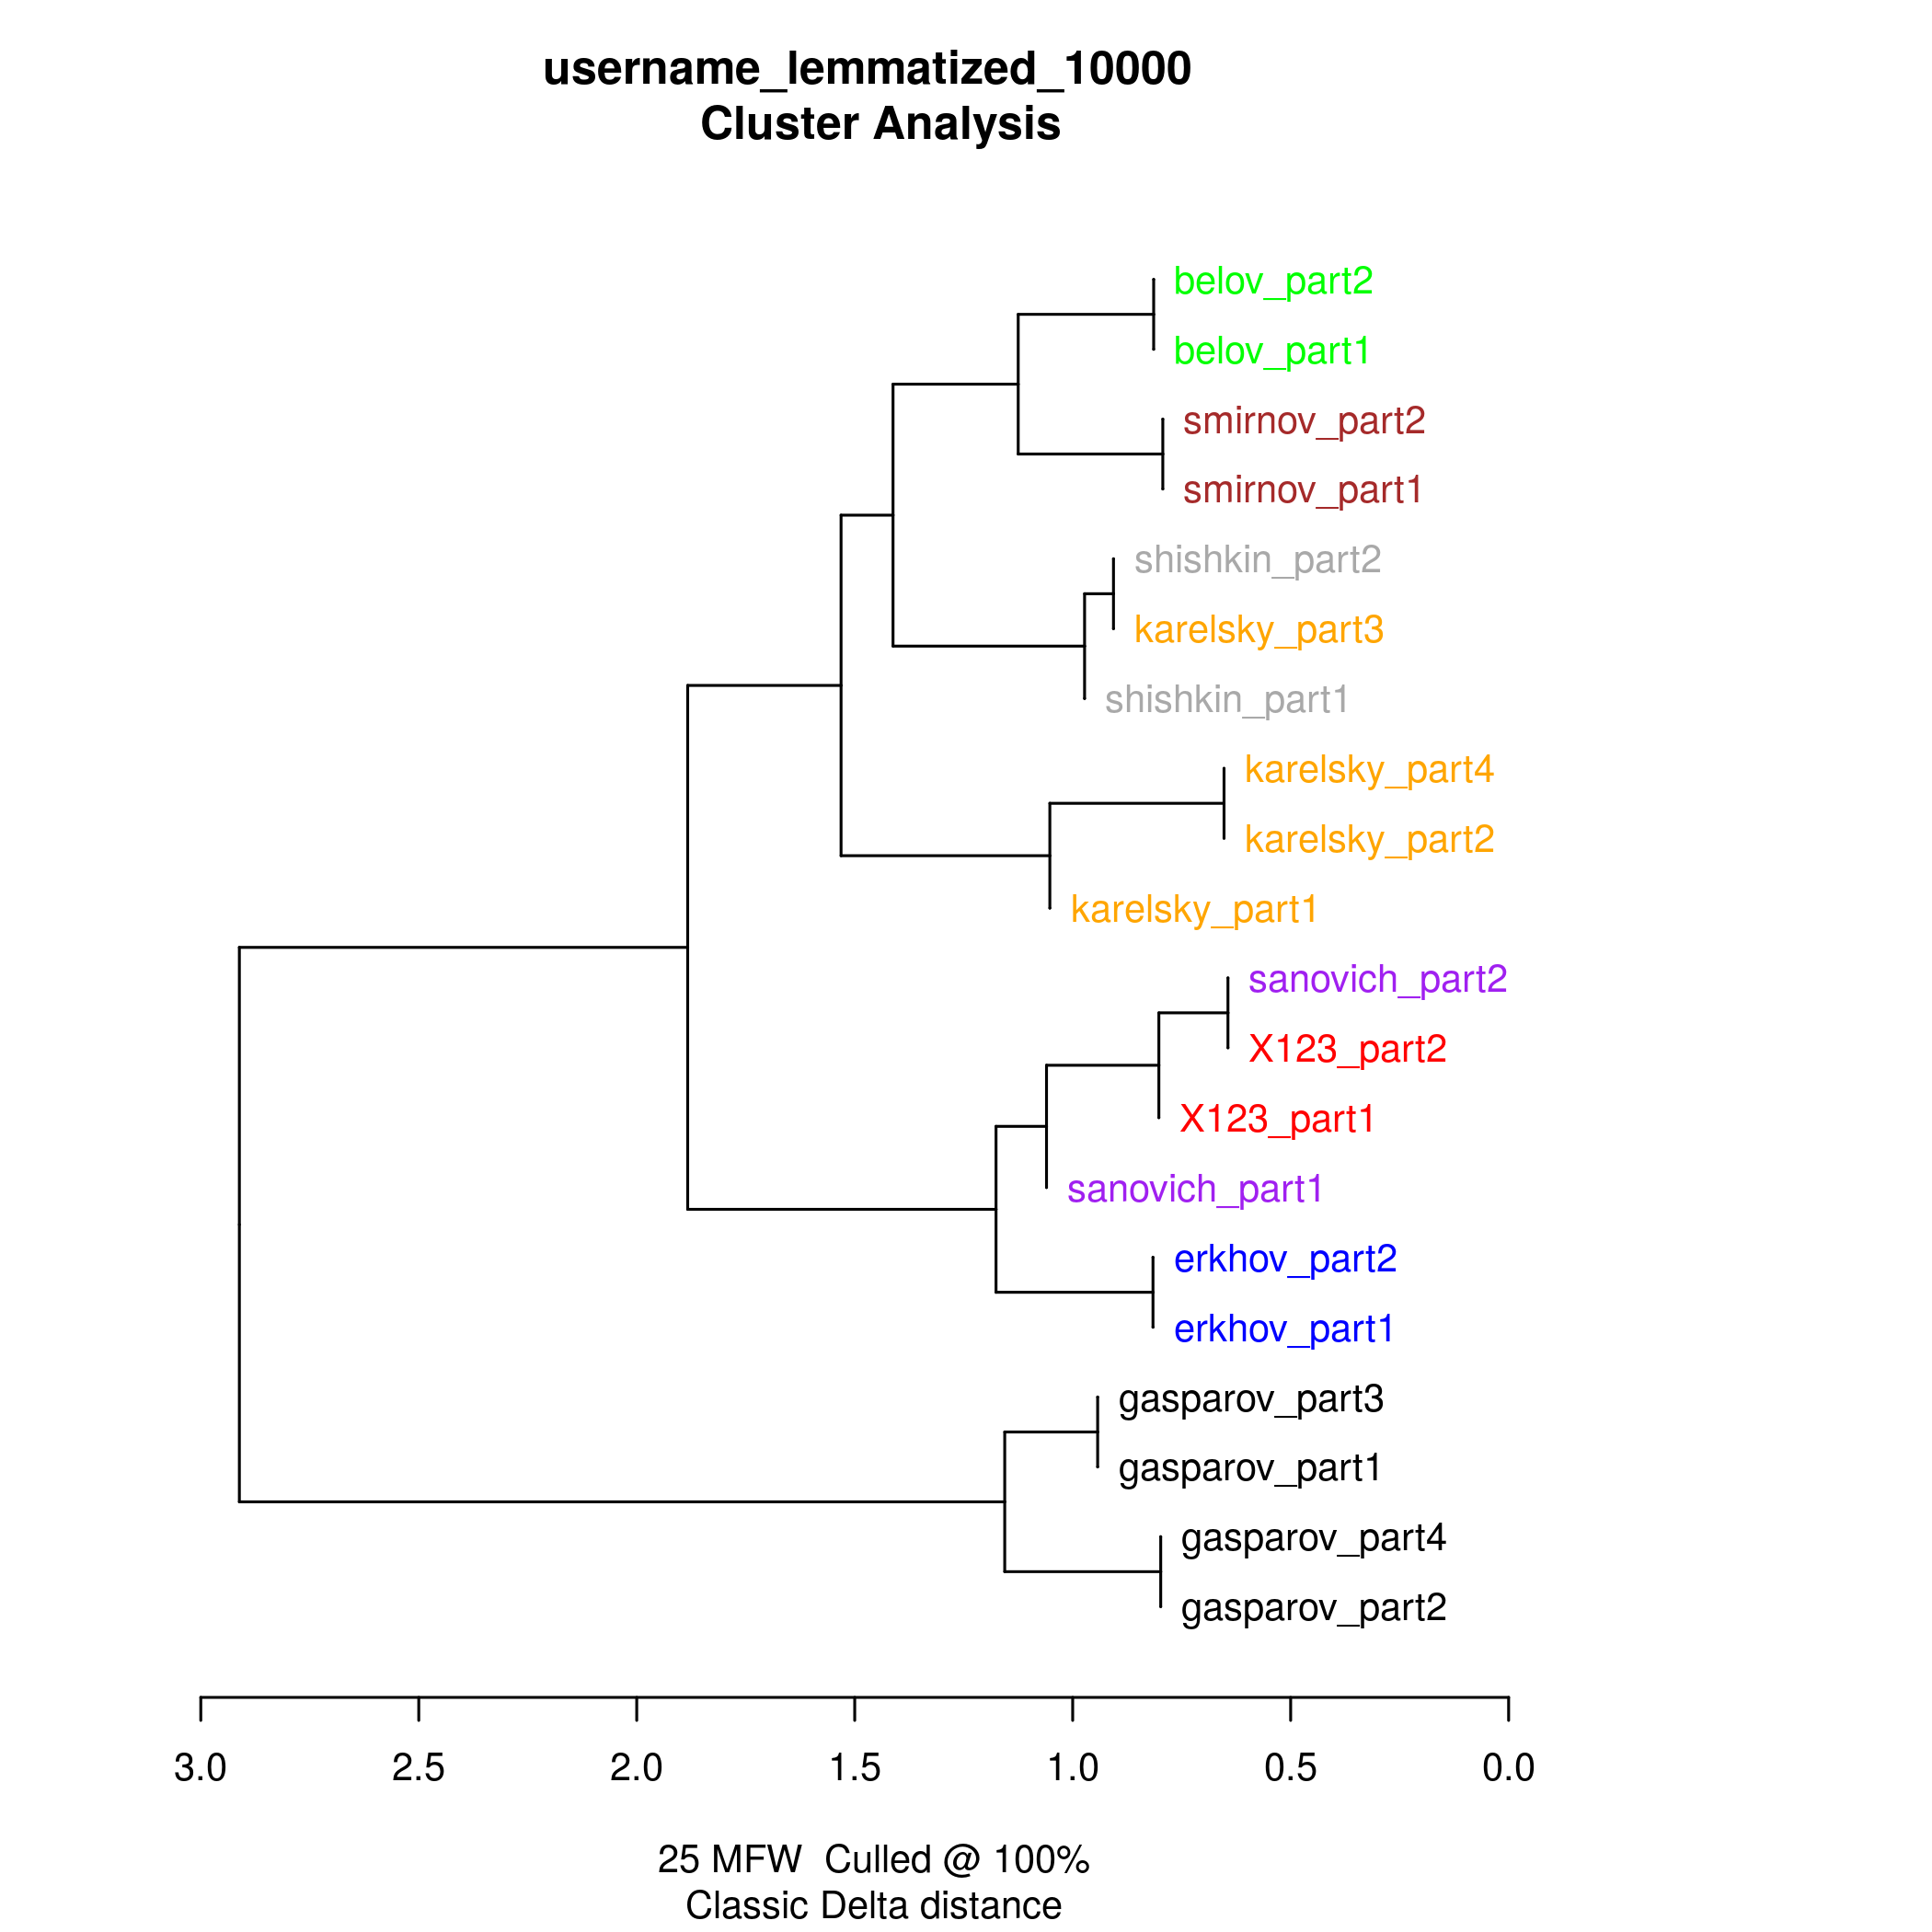 username_lemmatized_10000
Cluster Analysis
belov_part2
belov_part1
smirnov_part2
smirnov_part1
shishkin_part2
karelsky_part3
shishkin_part1
karelsky_part4
karelsky_part2
karelsky_part1
sanovich_part2
X123_part2
X123_part1
sanovich_part1
erkhov_part2
erkhov_part1
gasparov_part3
gasparov_part1
gasparov_part4
gasparov_part2
3.0 2.5 2.0 1.5 1.0 0.5 0.0
25 MFW  Culled @ 100%
Classic Delta distance